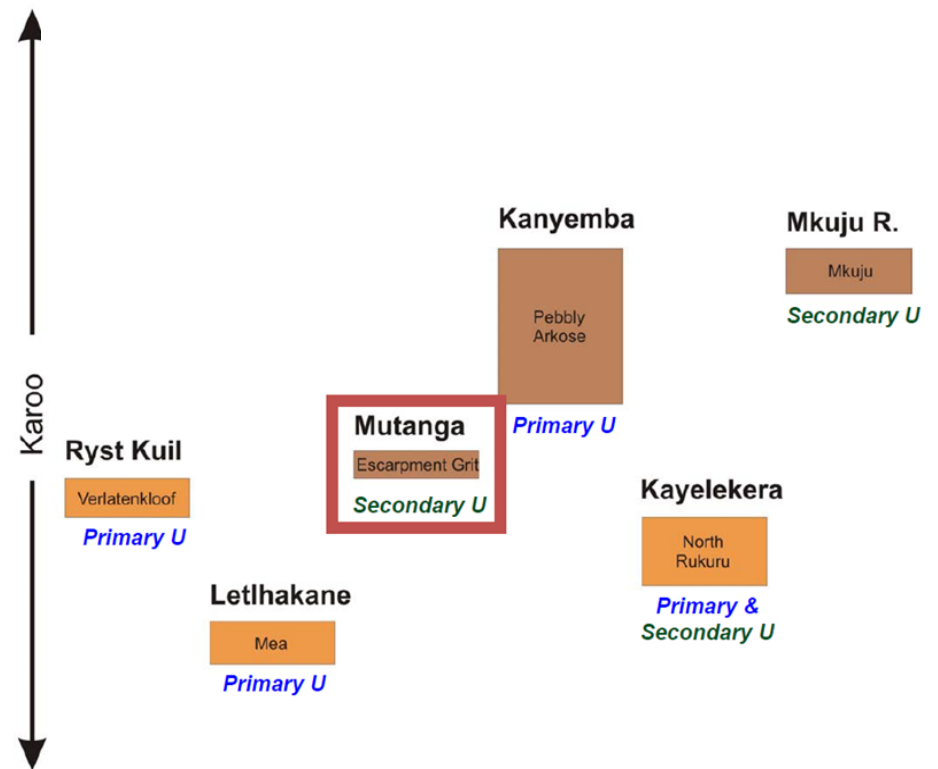 Karoo
Kanyemba
Pebbly
Arkose
Primary U
Mkuju R.
Mkuju
Secondary U
Mutanga
Escarpment Grit
Secondary U
Ryst Kuil
Verlatenkloof
Primary U
Kayelekera
North
Rukuru
Primary &
Secondary U
Letlhakane
Mea
Primary U